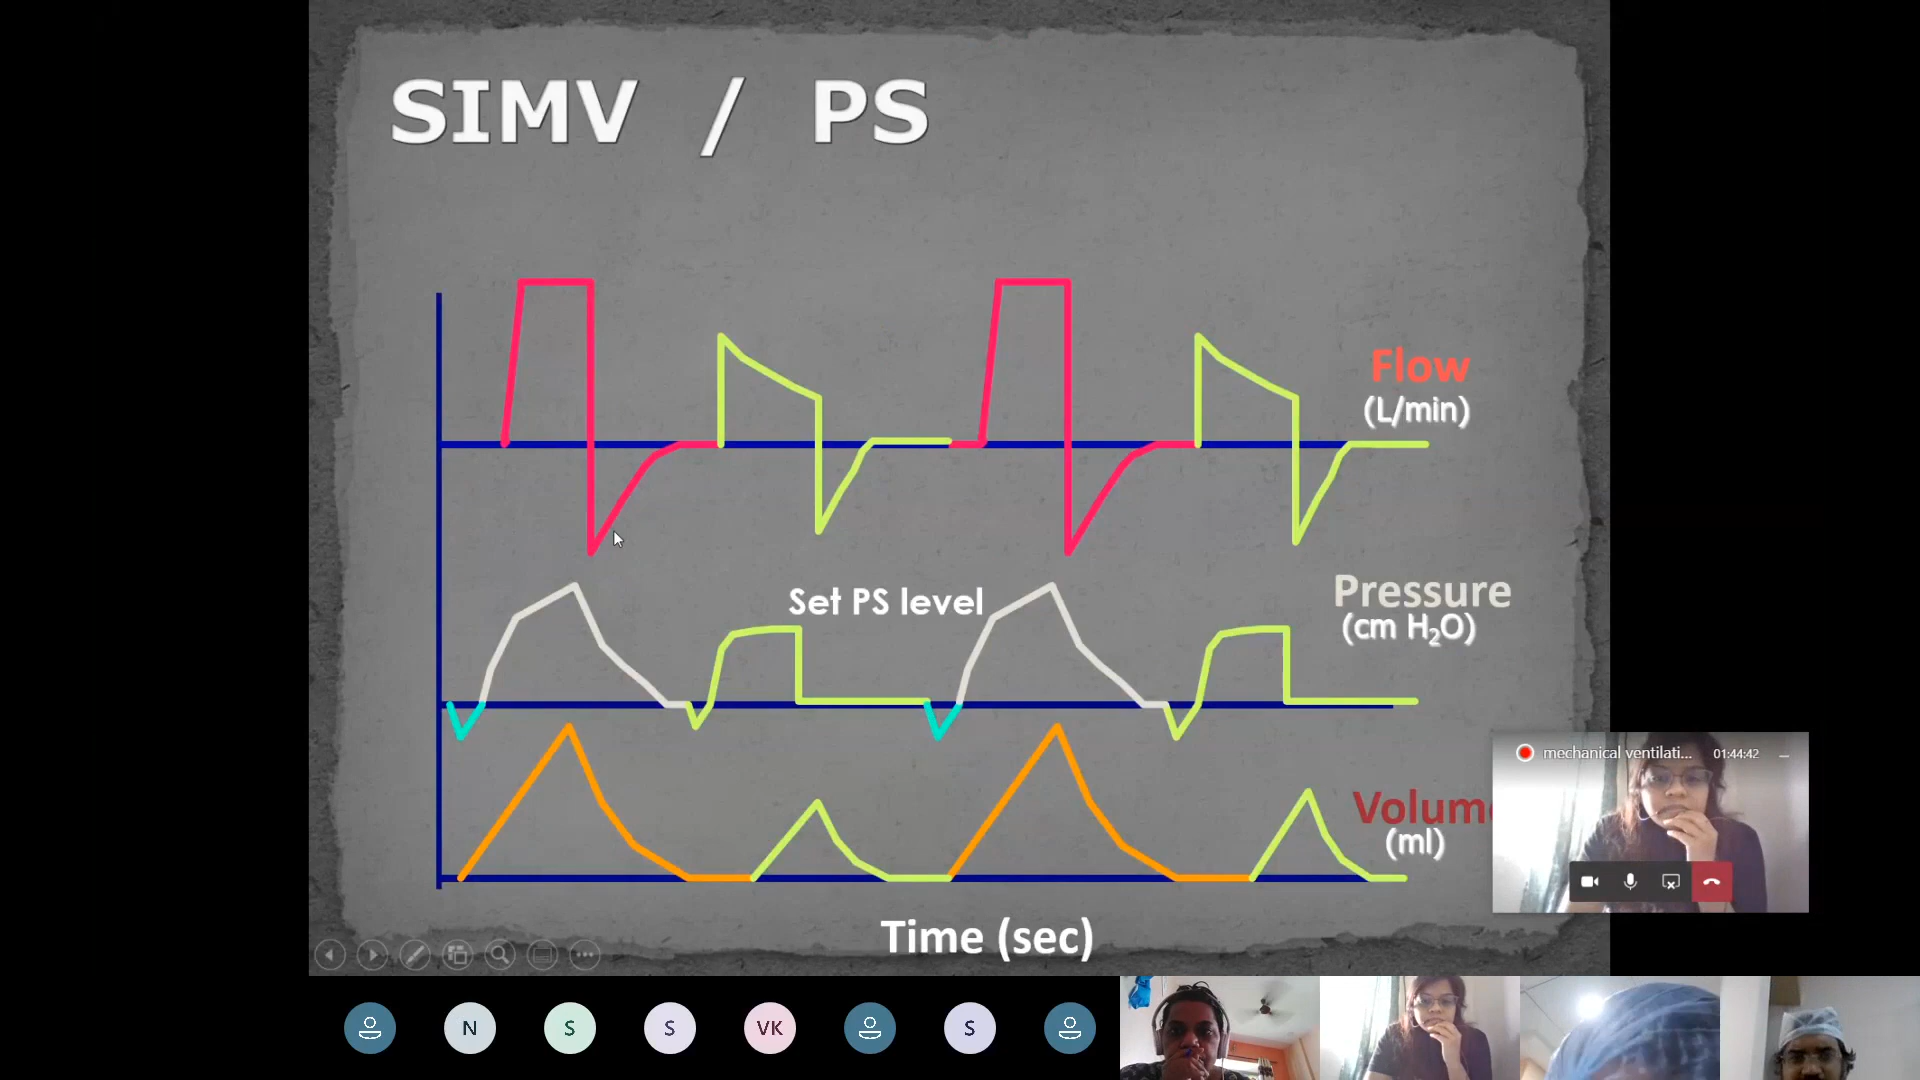 SIMV / PS
Flow
(L/min)
Set PS level
Pressure
(cm H₂O)
mechanical ventilati...
01:44:42
Volume
(ml)
Time (sec)
N
S
S
VK
S